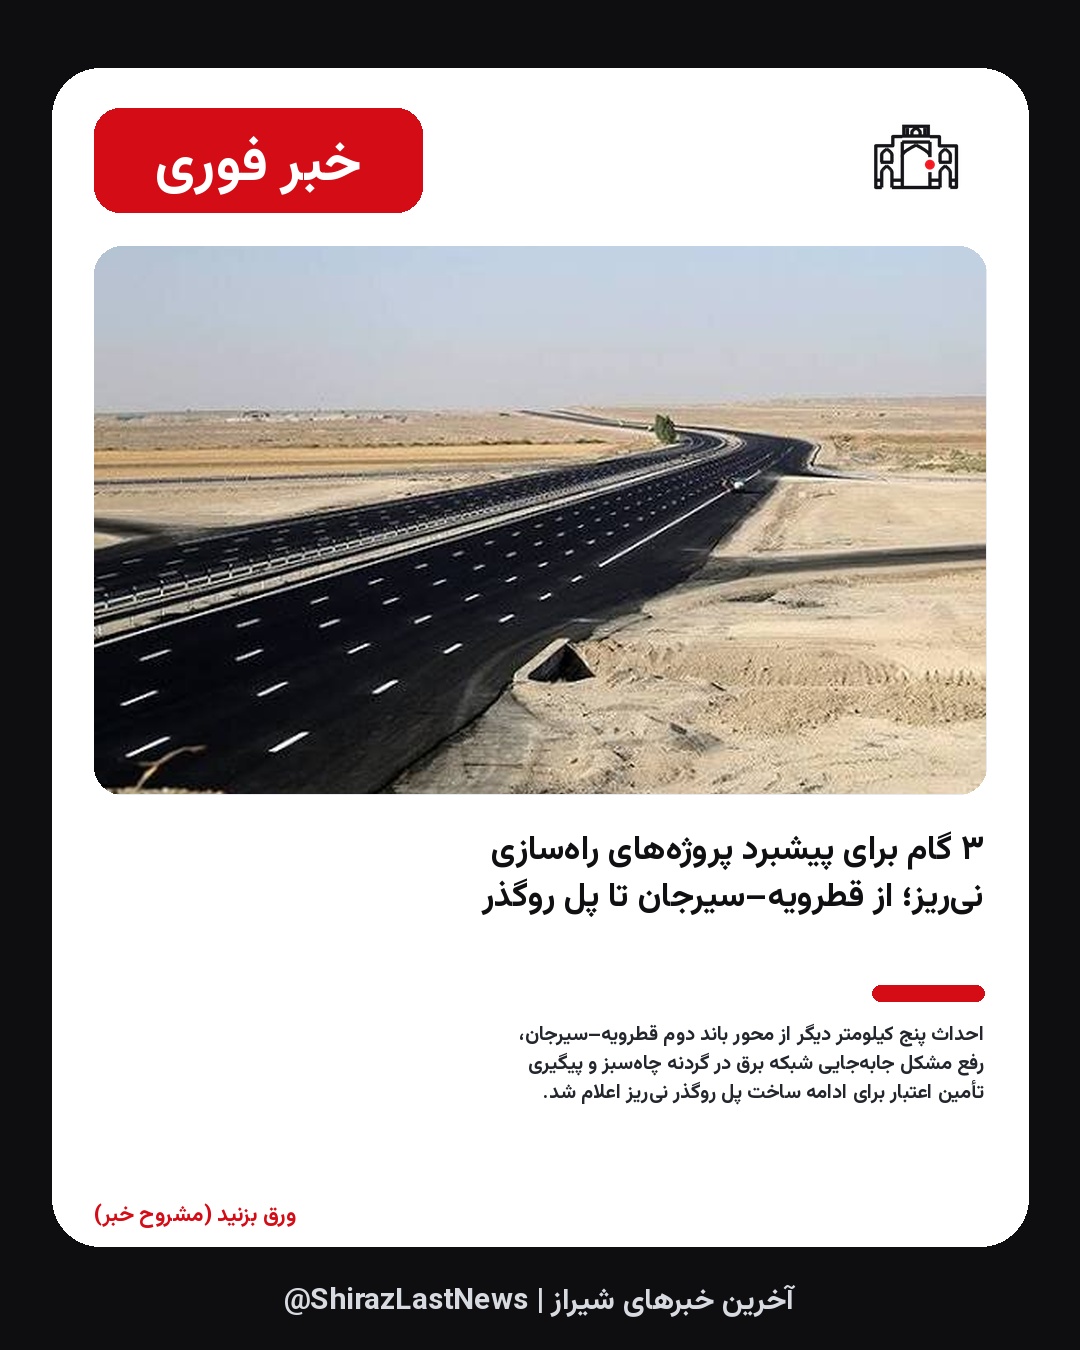 خبر فوری
۳ گام برای پیشبرد پروژه‌های راه‌سازی
نی‌ریز؛ از قطرویه–سیرجان تا پل روگذر
احداث پنج کیلومتر دیگر از محور باند دوم قطرویه–سیرجان،
رفع مشکل جابه‌جایی شبکه برق در گردنه چاه‌سبز و پیگیری
تأمین اعتبار برای ادامه ساخت پل روگذر نی‌ریز اعلام شد.
ورق بزنید (مشروح خبر)
آخرین خبرهای شیراز | @ShirazLastNews